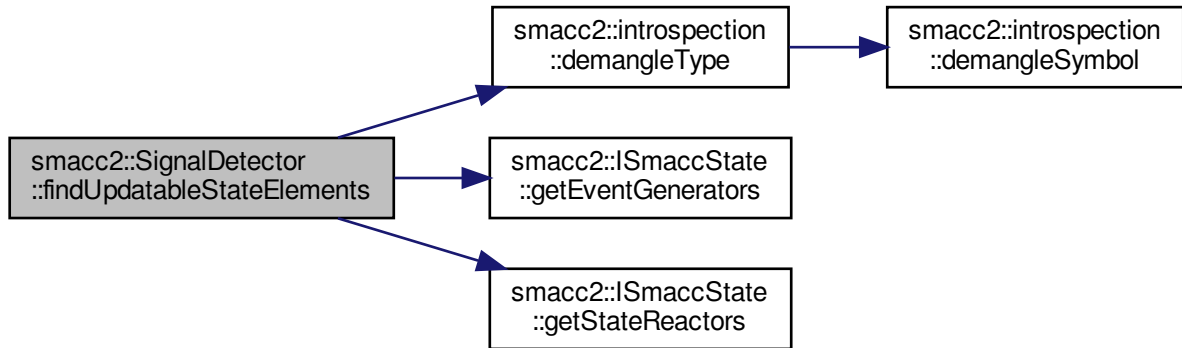 smacc2::introspection
::demangleType
smacc2::introspection
::demangleSymbol
smacc2::SignalDetector
::findUpdatableStateElements
smacc2::ISmaccState
::getEventGenerators
smacc2::ISmaccState
::getStateReactors